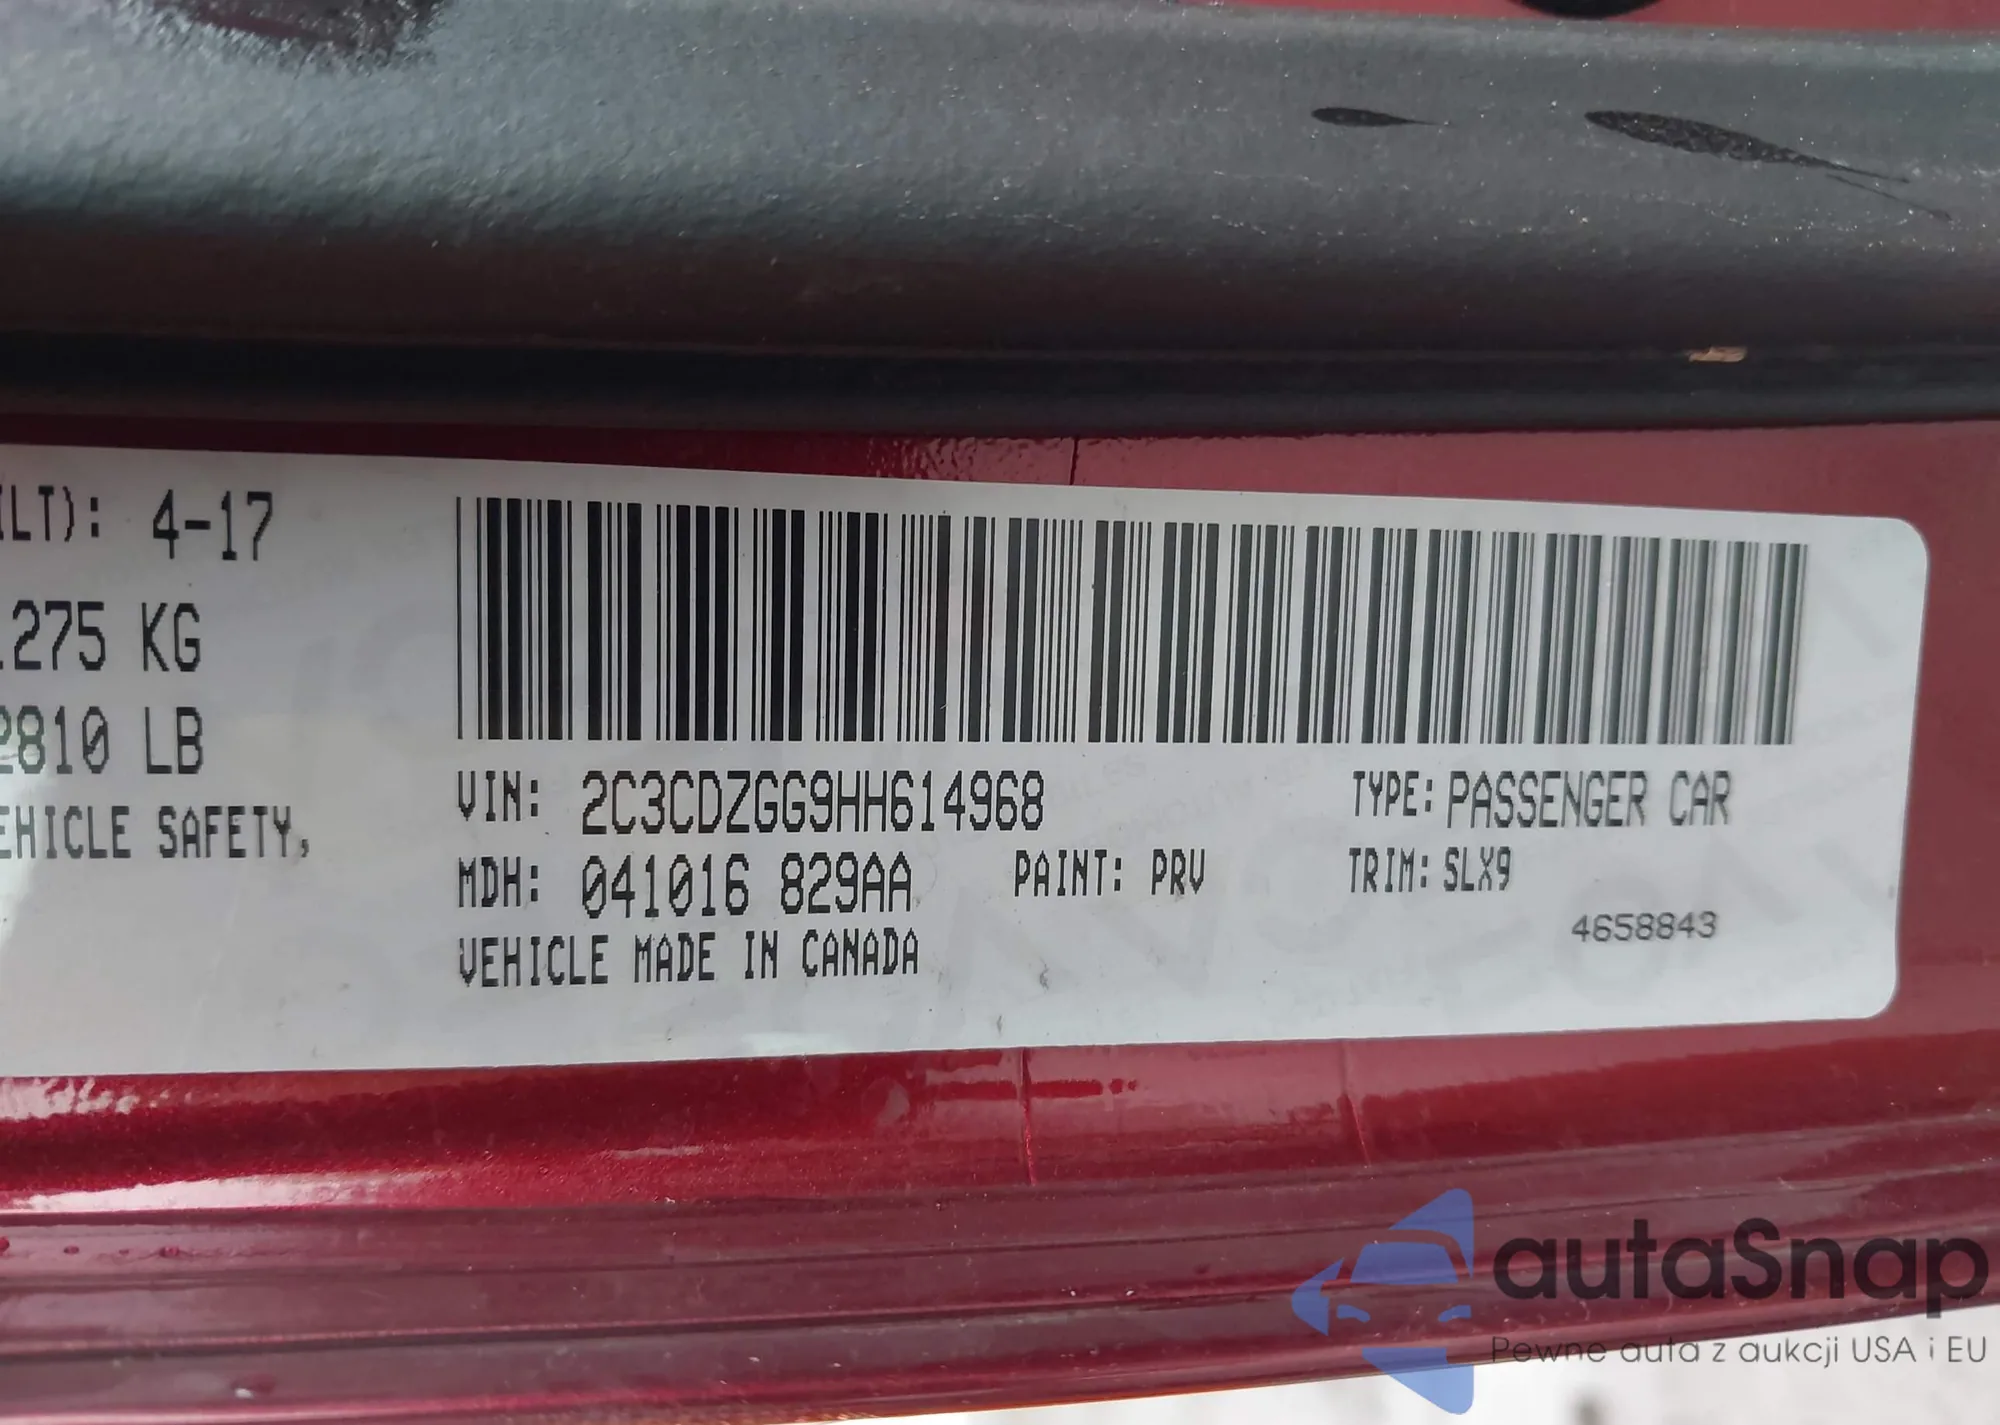 ILT): 4-17
.275 KG
2810 LB
EHICLE SAFETY,
VIN: 2C3CDZGG9HH614968
TYPE: PASSENGER CAR
MDH: 041016 829AA
PAINT: PRV
TRIM: SLX9
VEHICLE MADE IN CANADA
4658843
autaSnap
Pewne auta z aukcji USA i EU